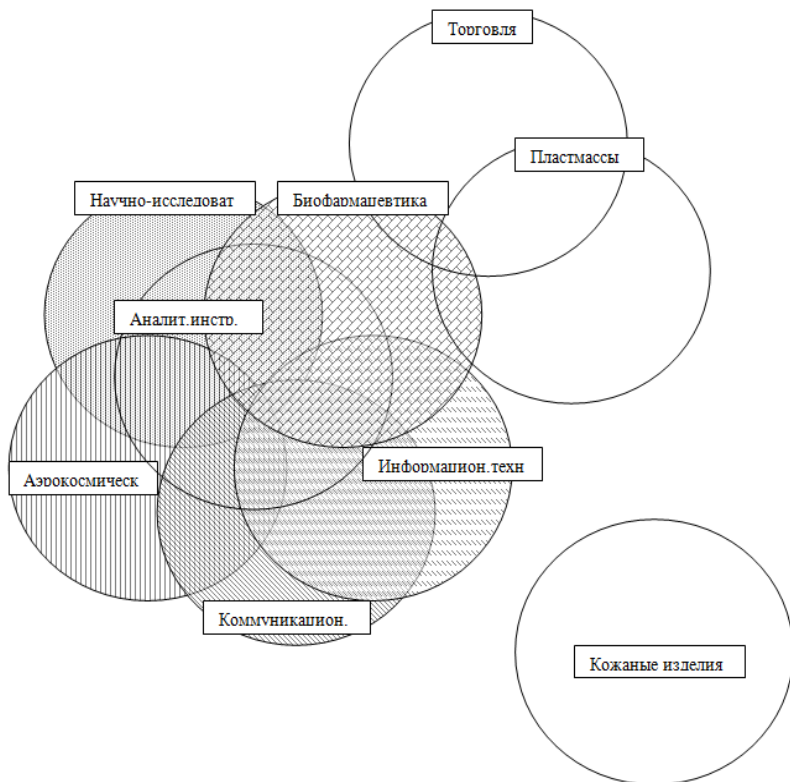 Торговля
Пластмассы
Научно-исследоват
Биофармацевтика
Аналит.инстр.
Аэрокосмическ
Информацион.техн
Коммуникацион.
Кожаные изделия